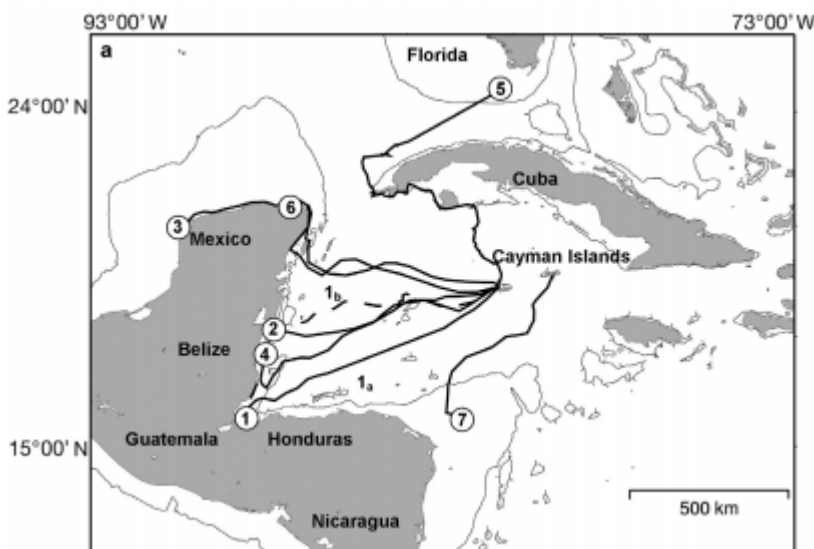 93°00' W
73°00' W
a
Florida
5
24°00' N
Cuba
6
3
Mexico
Cayman Islands
1b
2
Belize
4
1a
1
7
15°00' N
Guatemala
Honduras
500 km
Nicaragua